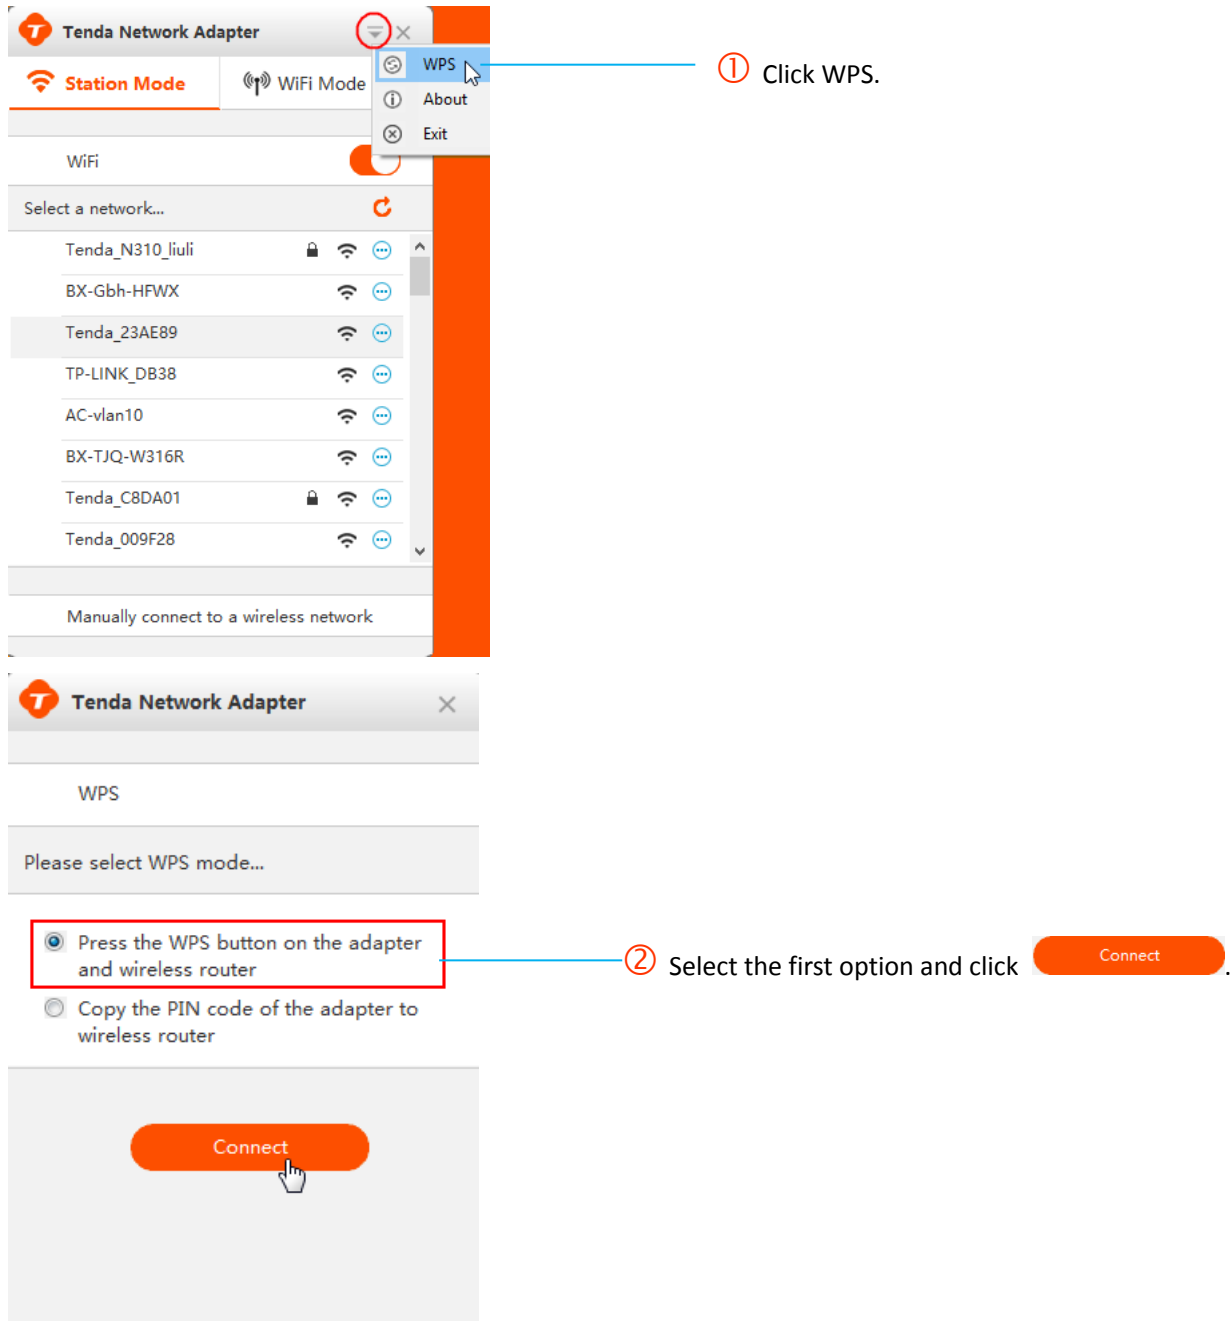 Tenda Network Adapter
WPS
① Click WPS.
Station Mode
WiFi Mode
About
Exit
WiFi
Select a network...
Tenda_N310_liuli
BX-Gbh-HFWX
Tenda_23AE89
TP-LINK_DB38
AC-vlan10
BX-TJQ-W316R
Tenda_C8DA01
Tenda_009F28
Manually connect to a wireless network
Tenda Network Adapter
WPS
Please select WPS mode...
Press the WPS button on the adapter
and wireless router
② Select the first option and click Connect.
Copy the PIN code of the adapter to
wireless router
Connect